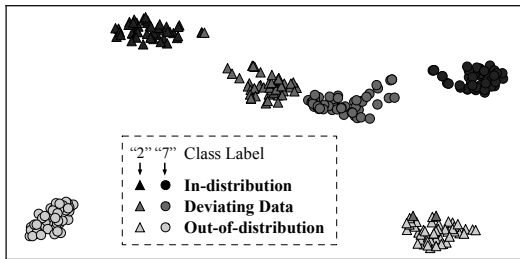 “2” “7” Class Label
In-distribution
Deviating Data
Out-of-distribution